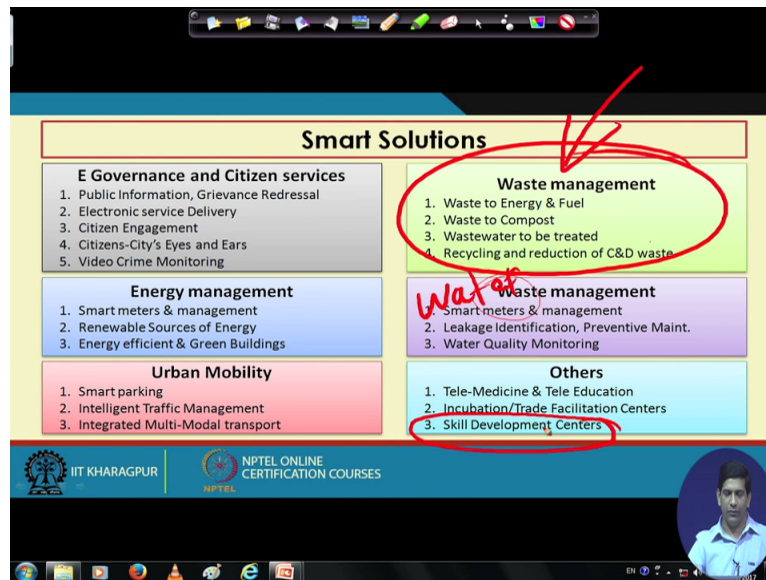 Smart Solutions
E Governance and Citizen services
1. Public Information, Grievance Redressal
2. Electronic service Delivery
3. Citizen Engagement
4. Citizens-City's Eyes and Ears
5. Video Crime Monitoring
Waste management
1. Waste to Energy & Fuel
2. Waste to Compost
3. Wastewater to be treated
4. Recycling and reduction of C&D waste
Energy management
1. Smart meters & management
2. Renewable Sources of Energy
3. Energy efficient & Green Buildings
Water
Waste management
1. Smart meters & management
2. Leakage Identification, Preventive Maint.
3. Water Quality Monitoring
Urban Mobility
1. Smart parking
2. Intelligent Traffic Management
3. Integrated Multi-Modal transport
Others
1. Tele-Medicine & Tele Education
2. Incubation/Trade Facilitation Centers
3. Skill Development Centers
IIT KHARAGPUR
NPTEL
NPTEL ONLINE
CERTIFICATION COURSES
EN
2017